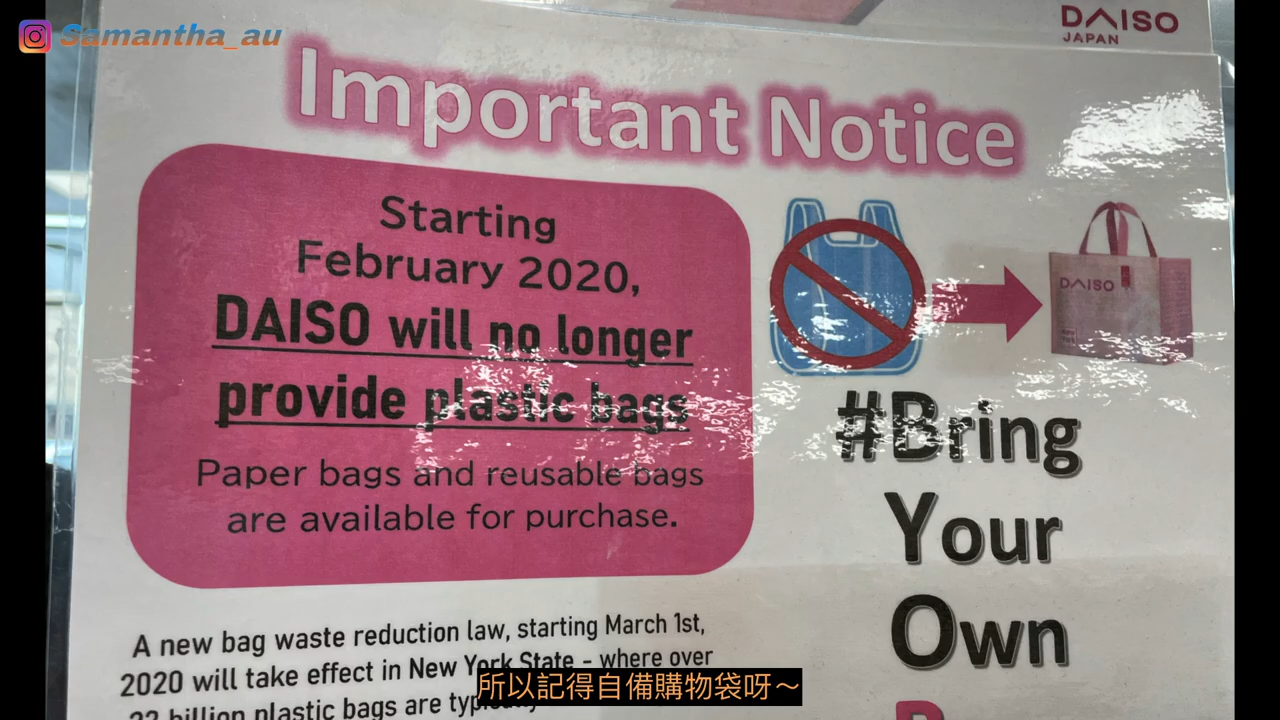 Samantha_au
DAISO
JAPAN
Important Notice
Starting
February 2020,
DAISO will no longer
provide plastic bags
Paper bags and reusable bags
are available for purchase.
DAISO
#Bring
Your
Own
A new bag waste reduction law, starting March 1st,
2020 will take effect in New York State - where over
22 billion plastic bags are typically
所以記得自備購物袋呀～